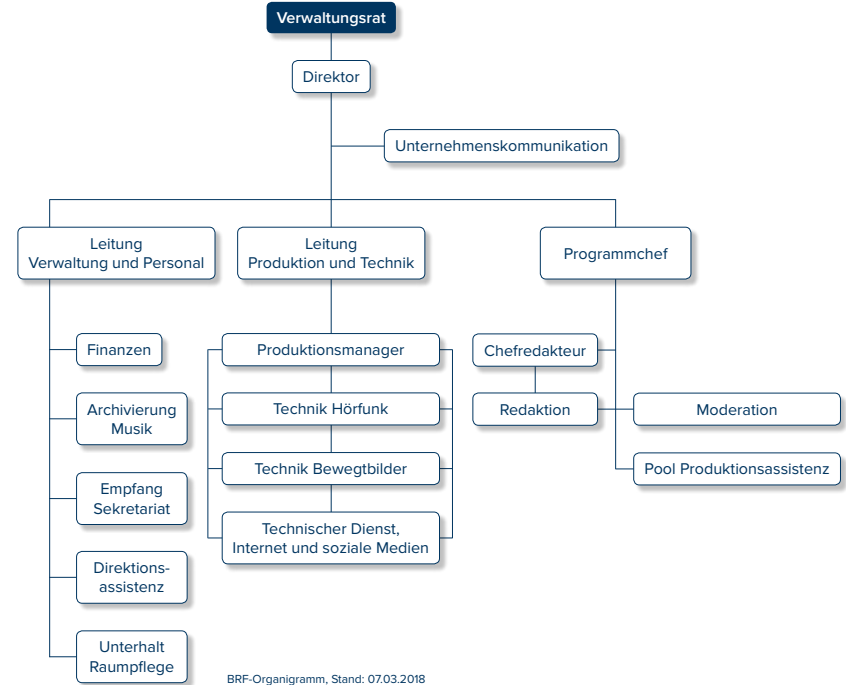 Verwaltungsrat
Direktor
Unternehmenskommunikation
Leitung
Verwaltung und Personal
Leitung
Produktion und Technik
Programmchef
Finanzen
Archivierung
Musik
Empfang
Sekretariat
Direktions-
assistenz
Unterhalt
Raumpflege
Produktionsmanager
Technik Hörfunk
Technik Bewegtbilder
Technischer Dienst,
Internet und soziale Medien
Chefredakteur
Redaktion
Moderation
Pool Produktionsassistenz
BRF-Organigramm, Stand: 07.03.2018